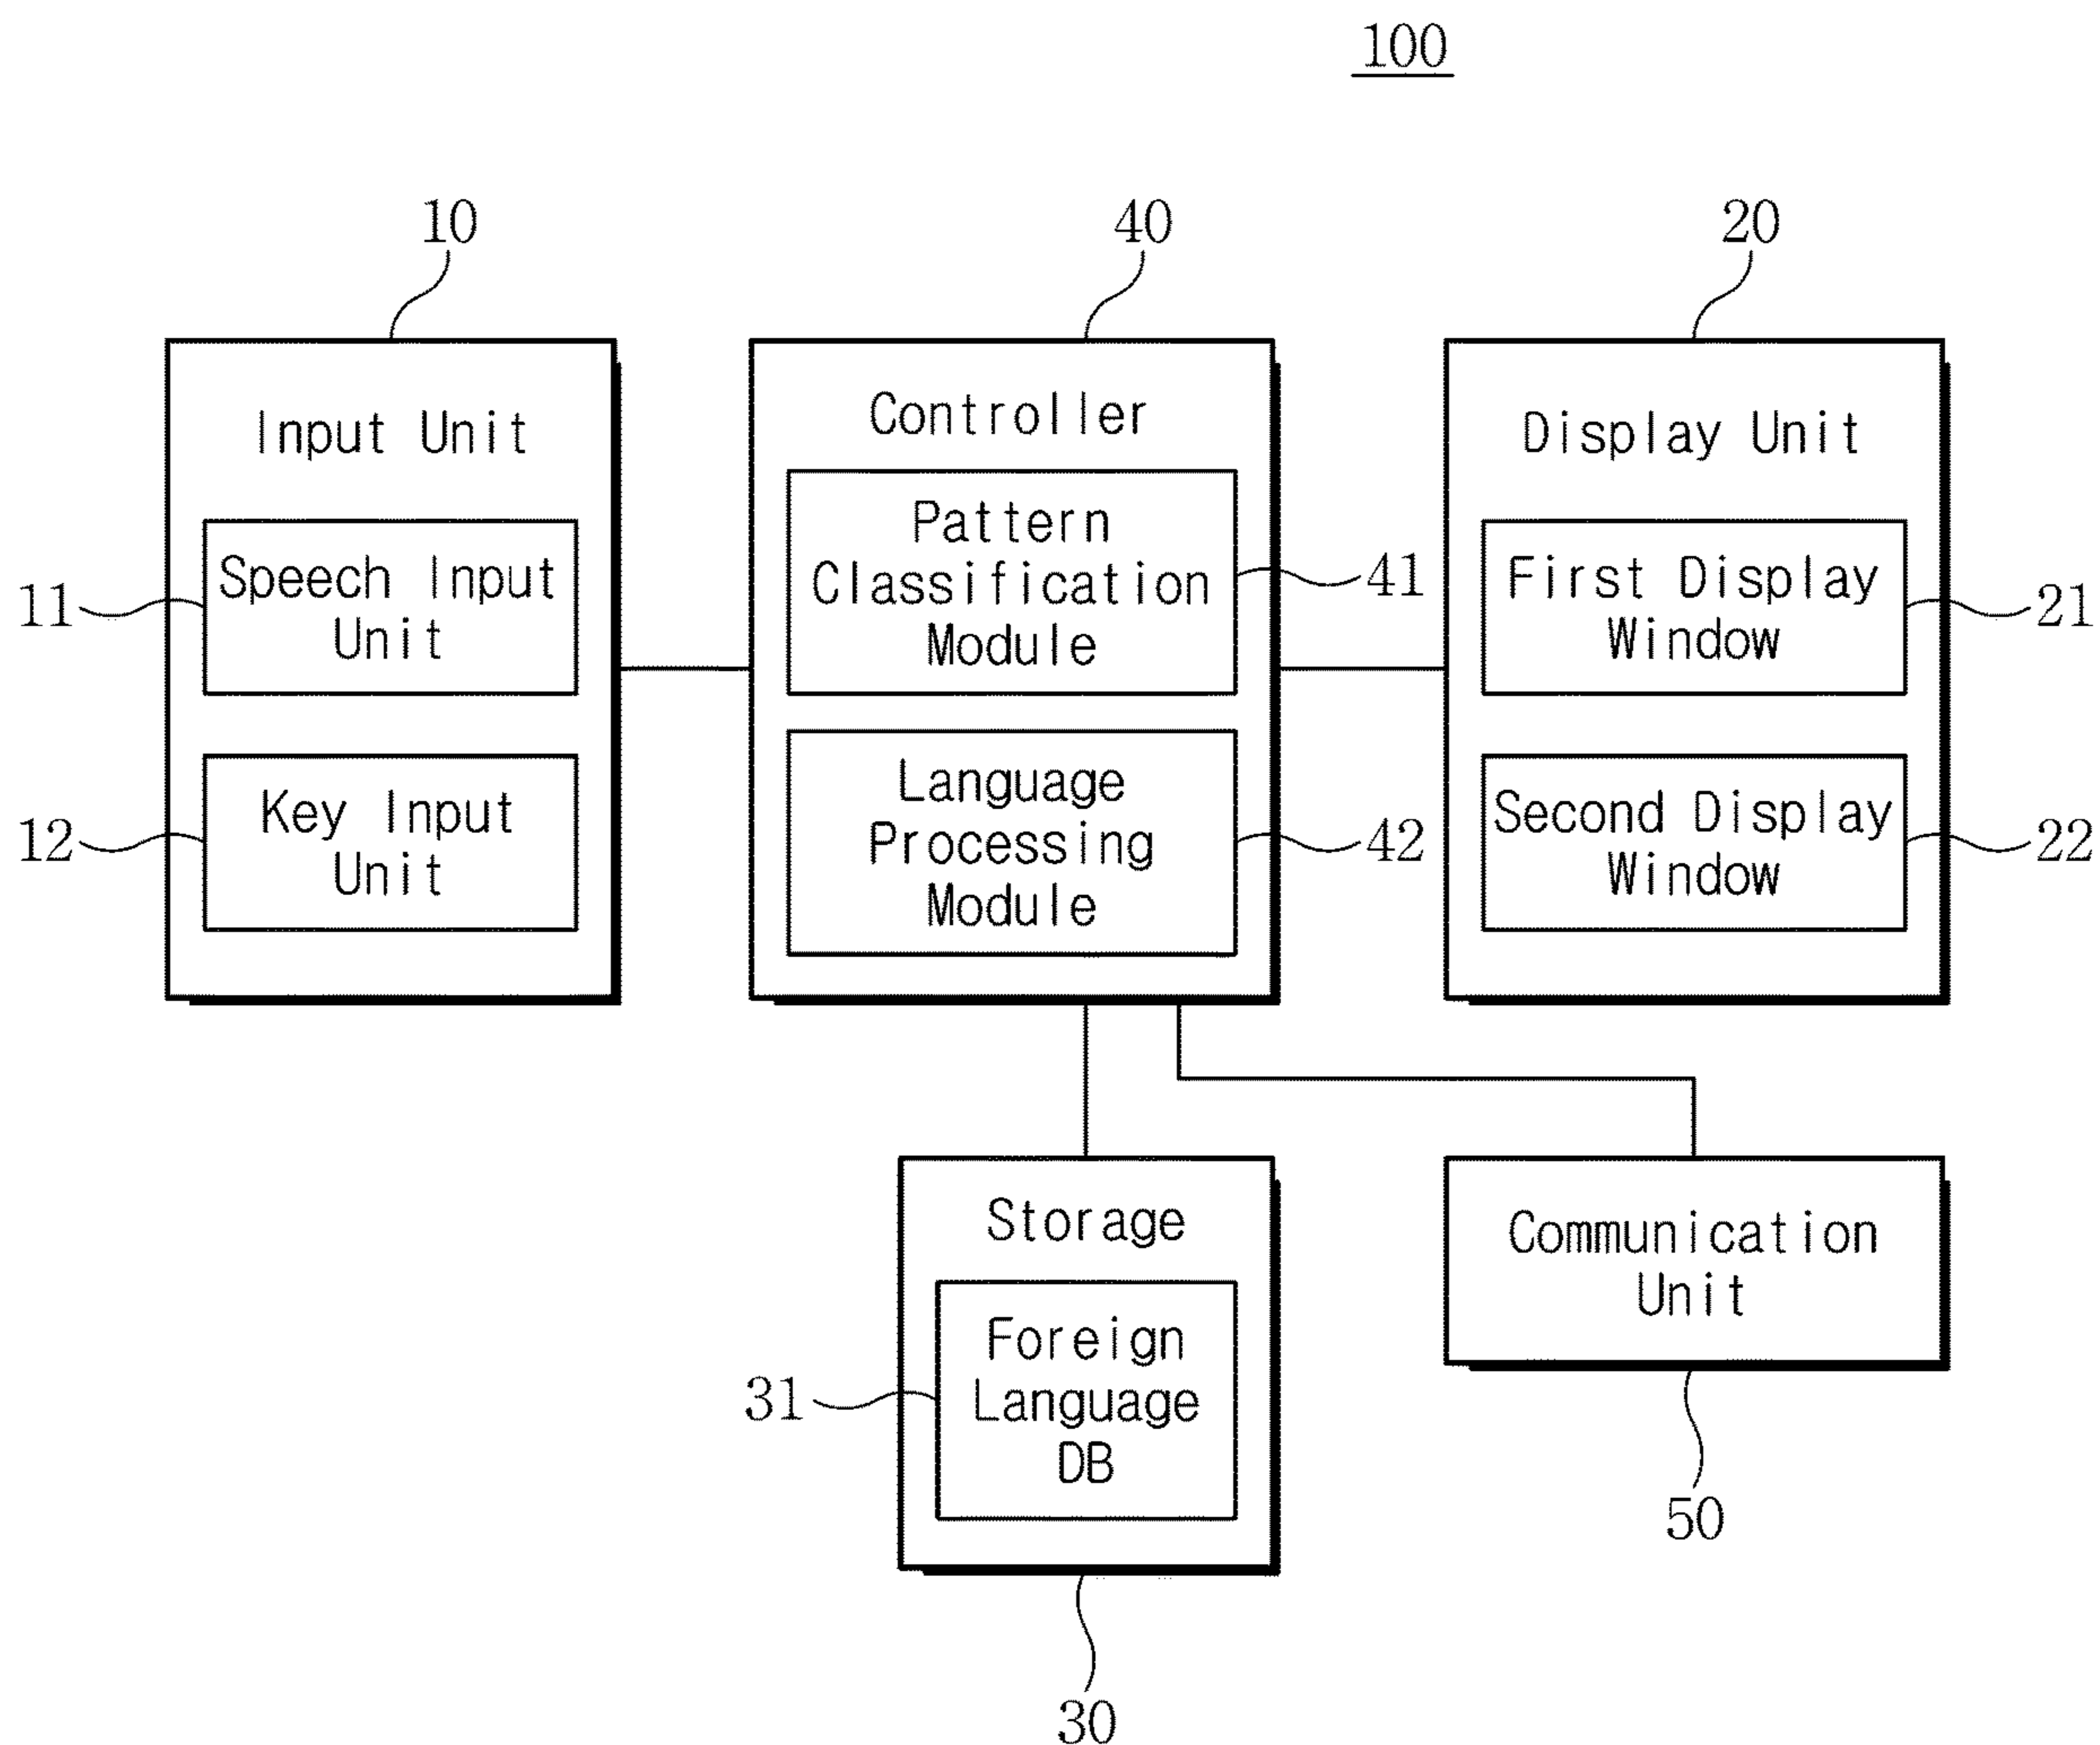 100
10
40
20
Input Unit
Controller
Display Unit
Speech Input
Unit
11
Key Input
Unit
12
Pattern
Classification
Module
41
Language
Processing
Module
42
First Display
Window
21
Second Display
Window
22
Storage
Foreign
Language
DB
31
30
Communication
Unit
50